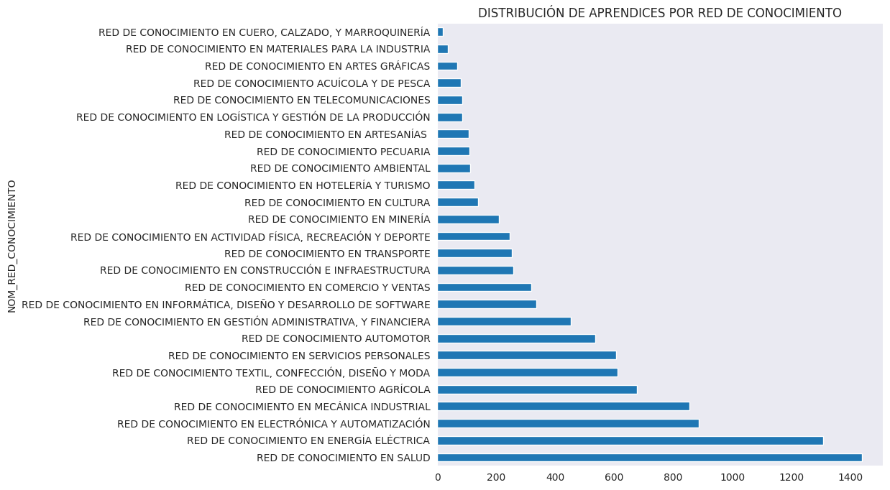 DISTRIBUCIÓN DE APRENDICES POR RED DE CONOCIMIENTO
NOM_RED_CONOCIMIENTO
RED DE CONOCIMIENTO EN CUERO, CALZADO, Y MARROQUINERÍA
RED DE CONOCIMIENTO EN MATERIALES PARA LA INDUSTRIA
RED DE CONOCIMIENTO EN ARTES GRÁFICAS
RED DE CONOCIMIENTO ACUÍCOLA Y DE PESCA
RED DE CONOCIMIENTO EN TELECOMUNICACIONES
RED DE CONOCIMIENTO EN LOGÍSTICA Y GESTIÓN DE LA PRODUCCIÓN
RED DE CONOCIMIENTO EN ARTESANÍAS
RED DE CONOCIMIENTO PECUARIA
RED DE CONOCIMIENTO AMBIENTAL
RED DE CONOCIMIENTO EN HOTELERÍA Y TURISMO
RED DE CONOCIMIENTO EN CULTURA
RED DE CONOCIMIENTO EN MINERÍA
RED DE CONOCIMIENTO EN ACTIVIDAD FÍSICA, RECREACIÓN Y DEPORTE
RED DE CONOCIMIENTO EN TRANSPORTE
RED DE CONOCIMIENTO EN CONSTRUCCIÓN E INFRAESTRUCTURA
RED DE CONOCIMIENTO EN COMERCIO Y VENTAS
RED DE CONOCIMIENTO EN INFORMÁTICA, DISEÑO Y DESARROLLO DE SOFTWARE
RED DE CONOCIMIENTO EN GESTIÓN ADMINISTRATIVA, Y FINANCIERA
RED DE CONOCIMIENTO AUTOMOTOR
RED DE CONOCIMIENTO EN SERVICIOS PERSONALES
RED DE CONOCIMIENTO TEXTIL, CONFECCIÓN, DISEÑO Y MODA
RED DE CONOCIMIENTO AGRÍCOLA
RED DE CONOCIMIENTO EN MECÁNICA INDUSTRIAL
RED DE CONOCIMIENTO EN ELECTRÓNICA Y AUTOMATIZACIÓN
RED DE CONOCIMIENTO EN ENERGÍA ELÉCTRICA
RED DE CONOCIMIENTO EN SALUD
0 200 400 600 800 1000 1200 1400